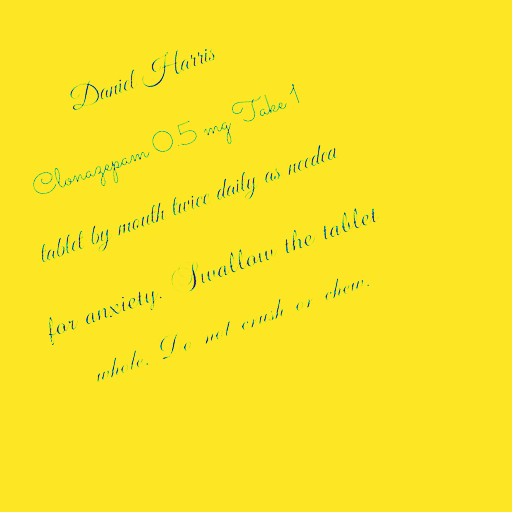 Daniel Harris
Clonazepam 0.5 mg Take 1
tablet by mouth twice daily as needed
for anxiety. Swallow the tablet
whole. Do not crush or chew.